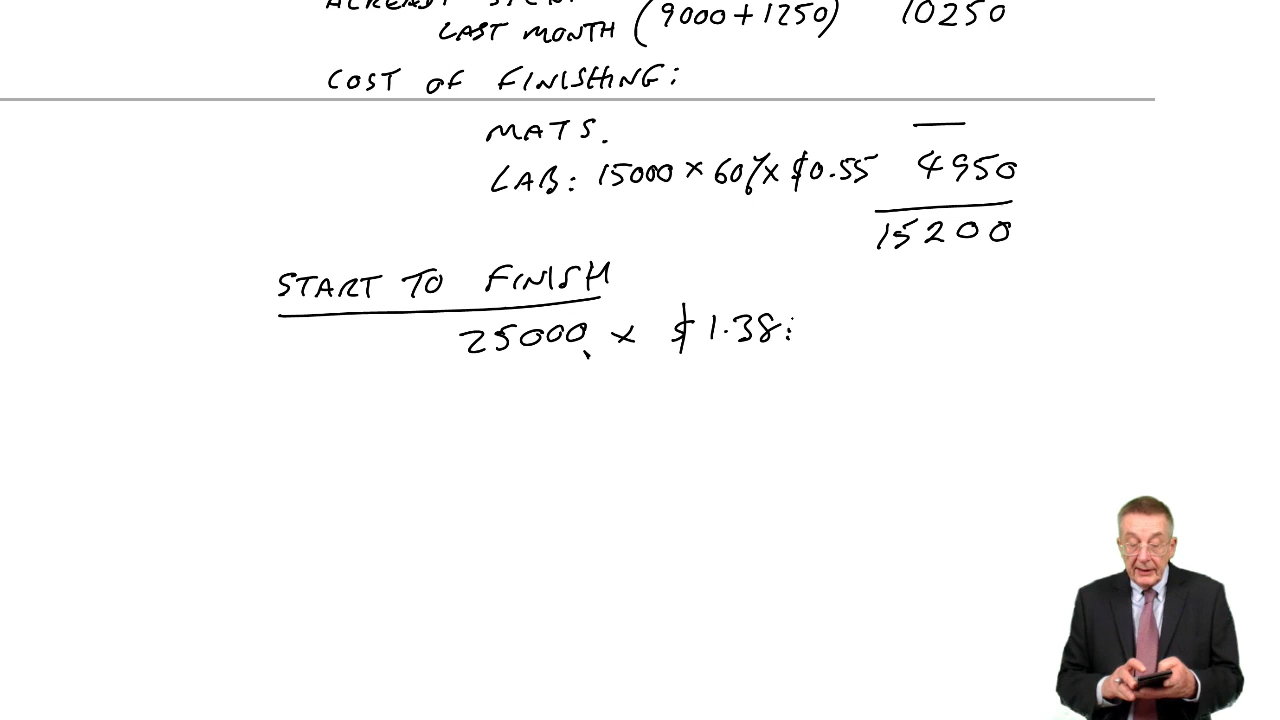 LAST MONTH (9000+1250) 10250
COST OF FINISHING:
MATS. —
LAB: 15000 × 60% × $0.55 4950
15200
START TO FINISH
25000 × $1.38: